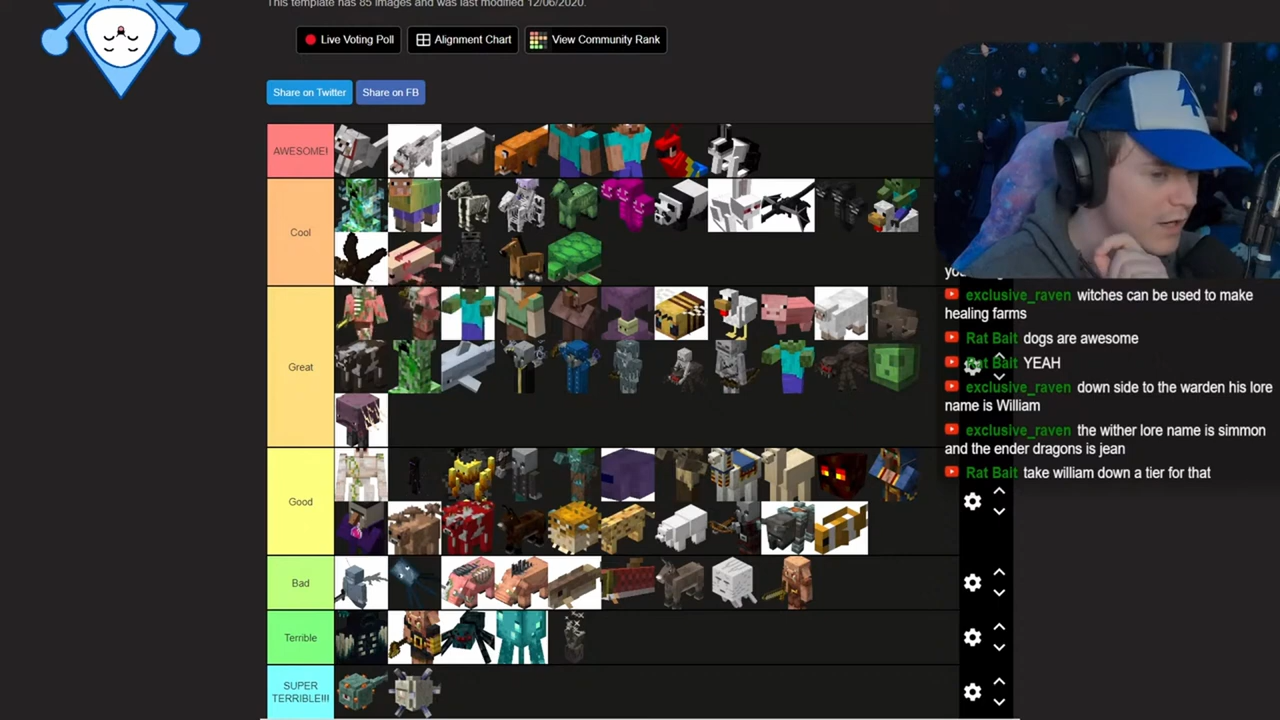 This template has 85 images and was last modified 12/06/2020.
Live Voting Poll
Alignment Chart
View Community Rank
Share on Twitter
Share on FB
AWESOME!
Cool
Great
Good
Bad
Terrible
SUPER
TERRIBLE!!!
exclusive_raven witches can be used to make
healing farms
Rat Bait dogs are awesome
Rat Bait YEAH
exclusive_raven down side to the warden his lore
name is William
exclusive_raven the wither lore name is simmon
and the ender dragons is jean
Rat Bait take william down a tier for that